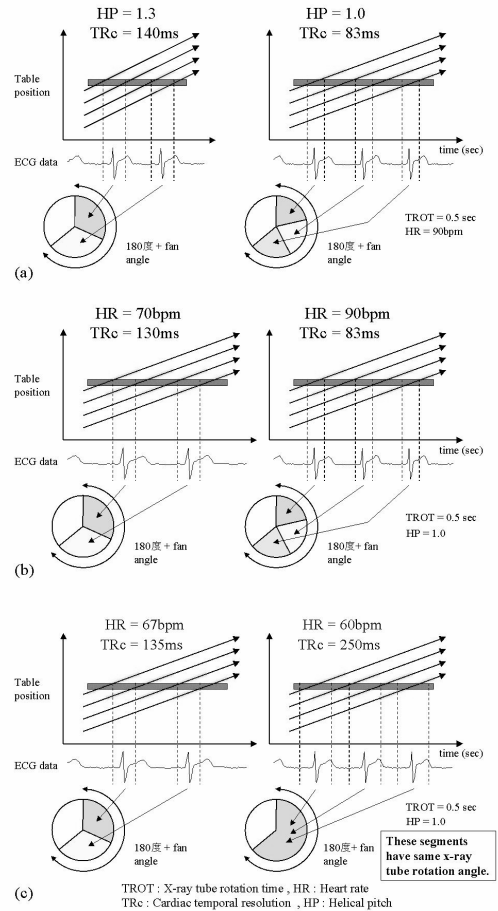 HP = 1.3
TRc = 140ms
HP = 1.0
TRc = 83ms
Table
position
time (sec)
ECG data
180度 + fan
angle
180度 + fan
angle
TROT = 0.5 sec
HR = 90bpm
(a)
HR = 70bpm
TRc = 130ms
HR = 90bpm
TRc = 83ms
Table
position
time (sec)
ECG data
180度 + fan
angle
180度 + fan
angle
TROT = 0.5 sec
HP = 1.0
(b)
HR = 67bpm
TRc = 135ms
HR = 60bpm
TRc = 250ms
Table
position
time (sec)
ECG data
180度 + fan
angle
180度 + fan
angle
TROT = 0.5 sec
HP = 1.0
These segments
have same x-ray
tube rotation angle.
(c)
TROT : X-ray tube rotation time , HR : Heart rate
TRc : Cardiac temporal resolution , HP : Helical pitch